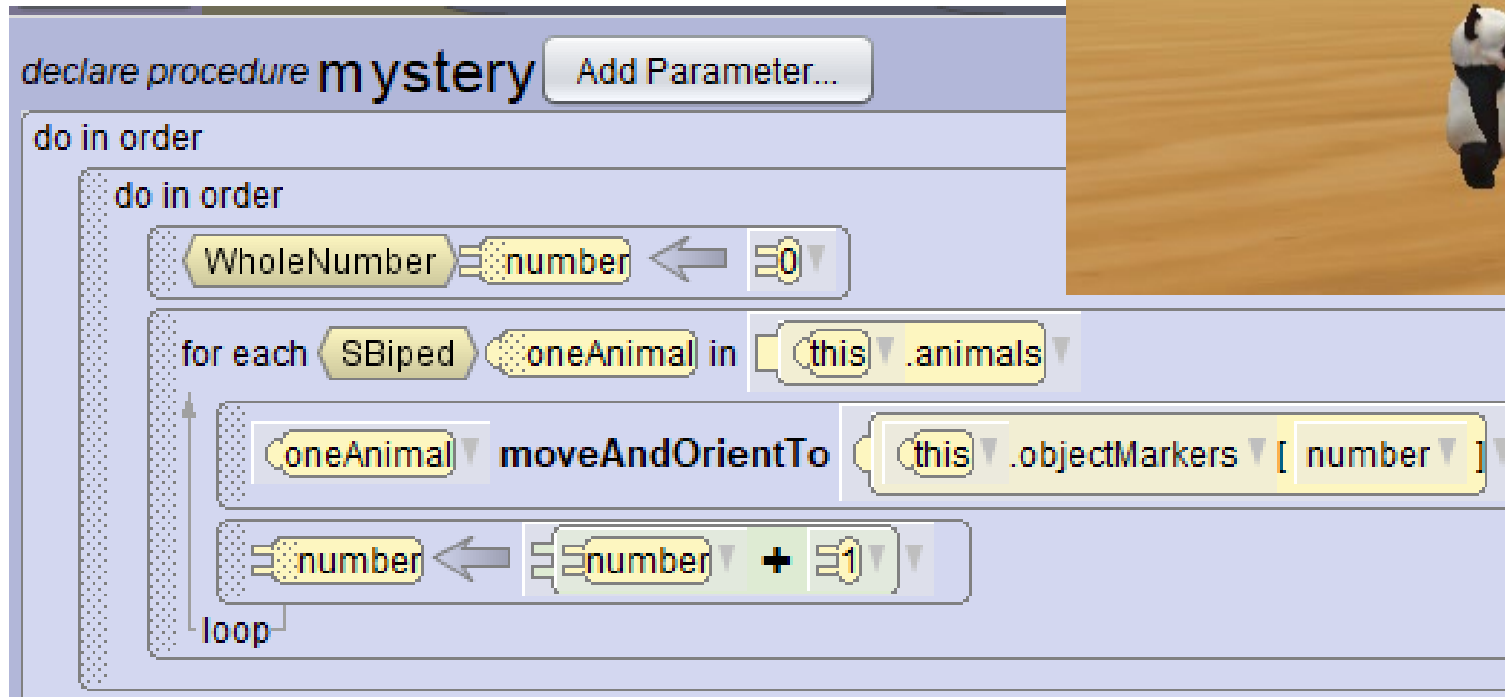 declare procedure mystery Add Parameter...
do in order
do in order
WholeNumber number 0
for each SBiped oneAnimal in this .animals
oneAnimal moveAndOrientTo this .objectMarkers [ number ]
number number + 1
loop